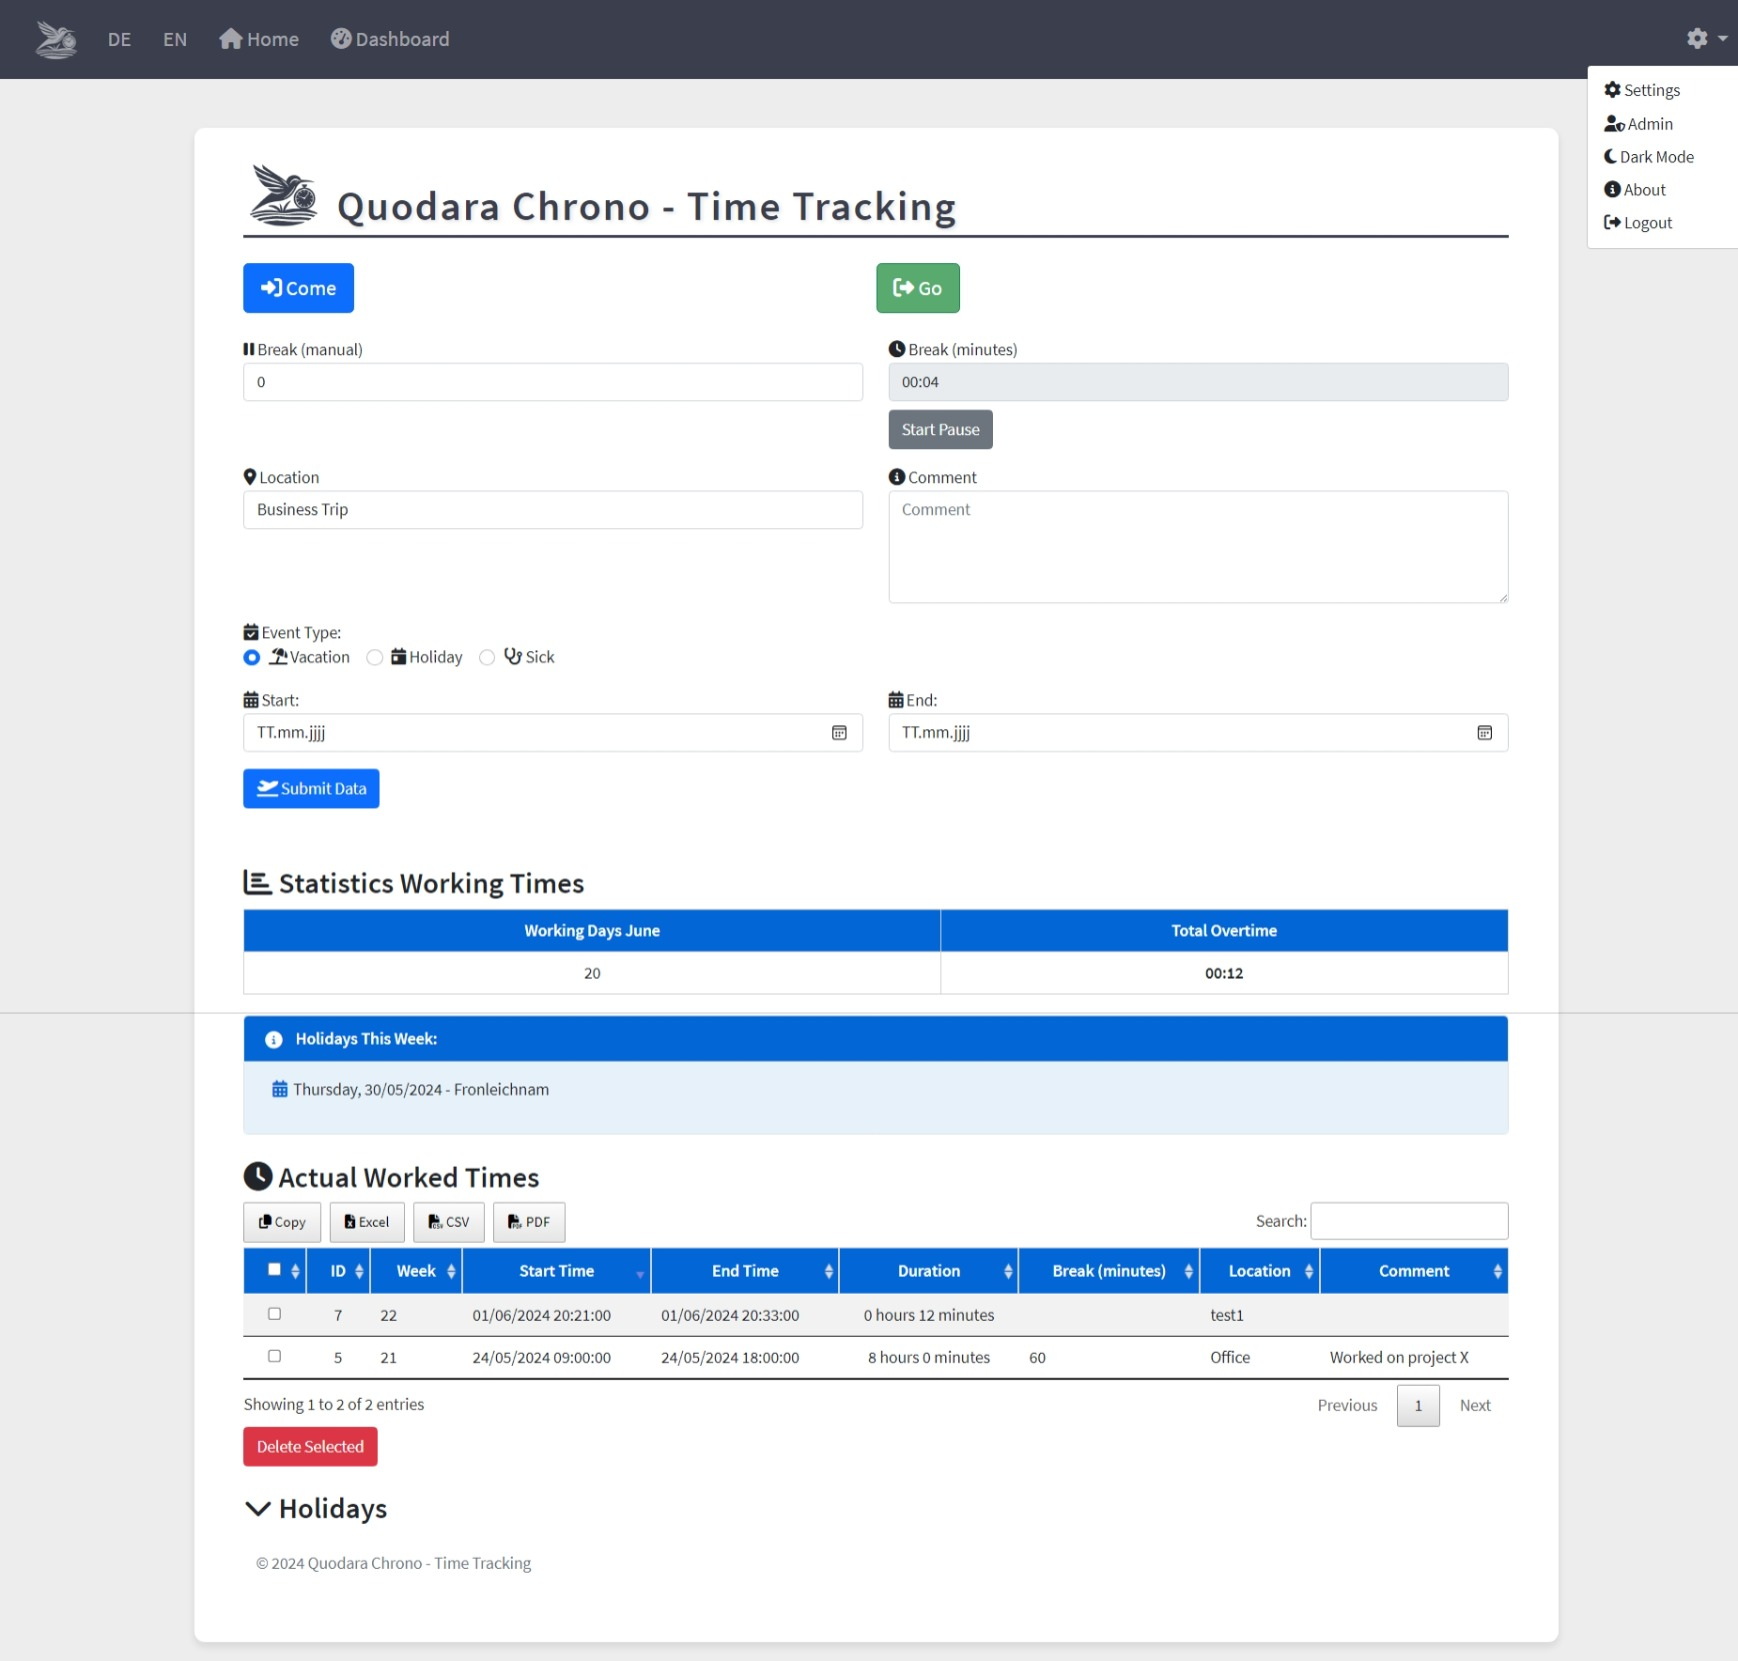 DE EN Home Dashboard
Settings
Admin
Dark Mode
About
Logout
Quodara Chrono - Time Tracking
Come Go
Break (manual) Break (minutes)
0 00:04
Start Pause
Location Comment
Business Trip Comment
Event Type:
Vacation Holiday Sick
Start: End:
TT.mm.jjjj TT.mm.jjjj
Submit Data
Statistics Working Times
Working Days June Total Overtime
20 00:12
Holidays This Week:
Thursday, 30/05/2024 - Fronleichnam
Actual Worked Times
Copy Excel CSV PDF Search:
ID Week Start Time End Time Duration Break (minutes) Location Comment
7 22 01/06/2024 20:21:00 01/06/2024 20:33:00 0 hours 12 minutes test1
5 21 24/05/2024 09:00:00 24/05/2024 18:00:00 8 hours 0 minutes 60 Office Worked on project X
Showing 1 to 2 of 2 entries Previous 1 Next
Delete Selected
Holidays
© 2024 Quodara Chrono - Time Tracking